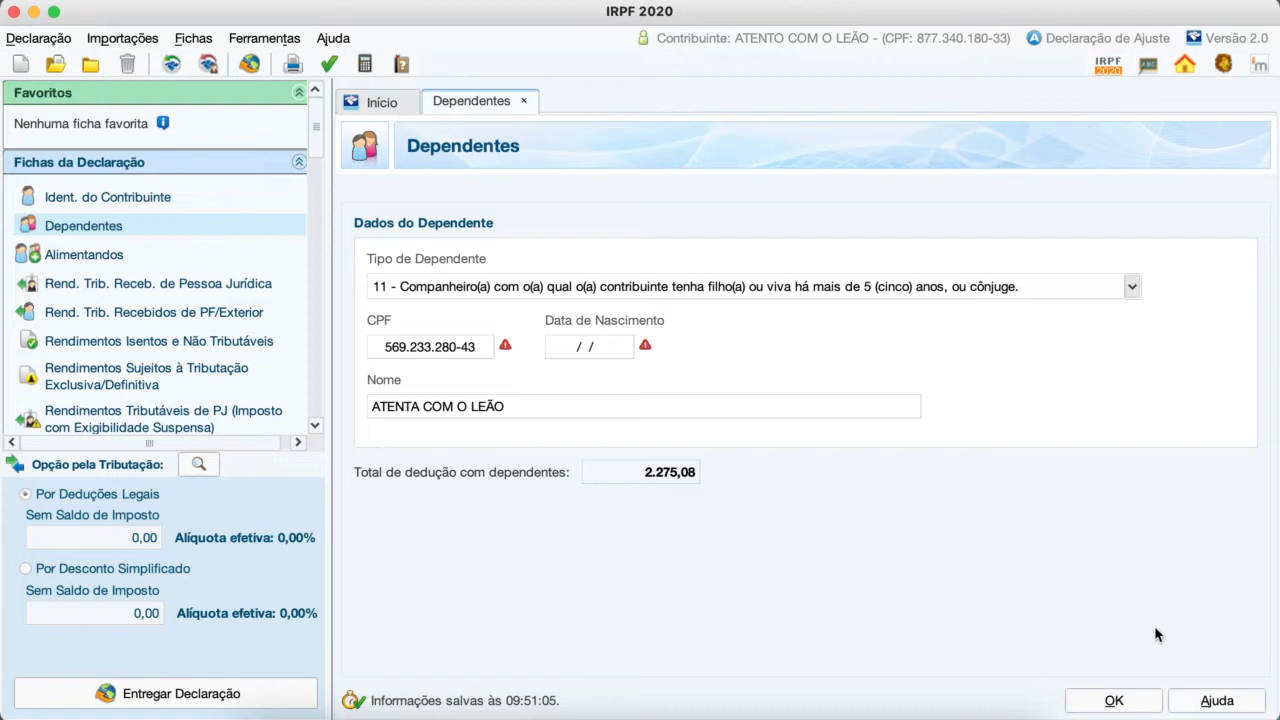 IRPF 2020
Declaração Importações Fichas Ferramentas Ajuda
Contribuinte: ATENTO COM O LEÃO - (CPF: 877.340.180-33) Declaração de Ajuste Versão 2.0
IRPF
2020
ABC
Favoritos
Nenhuma ficha favorita
Fichas da Declaração
Ident. do Contribuinte
Dependentes
Alimentandos
Rend. Trib. Receb. de Pessoa Jurídica
Rend. Trib. Recebidos de PF/Exterior
Rendimentos Isentos e Não Tributáveis
Rendimentos Sujeitos à Tributação
Exclusiva/Definitiva
Rendimentos Tributáveis de PJ (Imposto
com Exigibilidade Suspensa)
Opção pela Tributação:
Por Deduções Legais
Sem Saldo de Imposto
0,00 Alíquota efetiva: 0,00%
Por Desconto Simplificado
Sem Saldo de Imposto
0,00 Alíquota efetiva: 0,00%
Entregar Declaração
Início Dependentes ×
Dependentes
Dados do Dependente
Tipo de Dependente
11 - Companheiro(a) com o(a) qual o(a) contribuinte tenha filho(a) ou viva há mais de 5 (cinco) anos, ou cônjuge.
CPF Data de Nascimento
569.233.280-43 / /
Nome
ATENTA COM O LEÃO
Total de dedução com dependentes: 2.275,08
Informações salvas às 09:51:05.
OK Ajuda